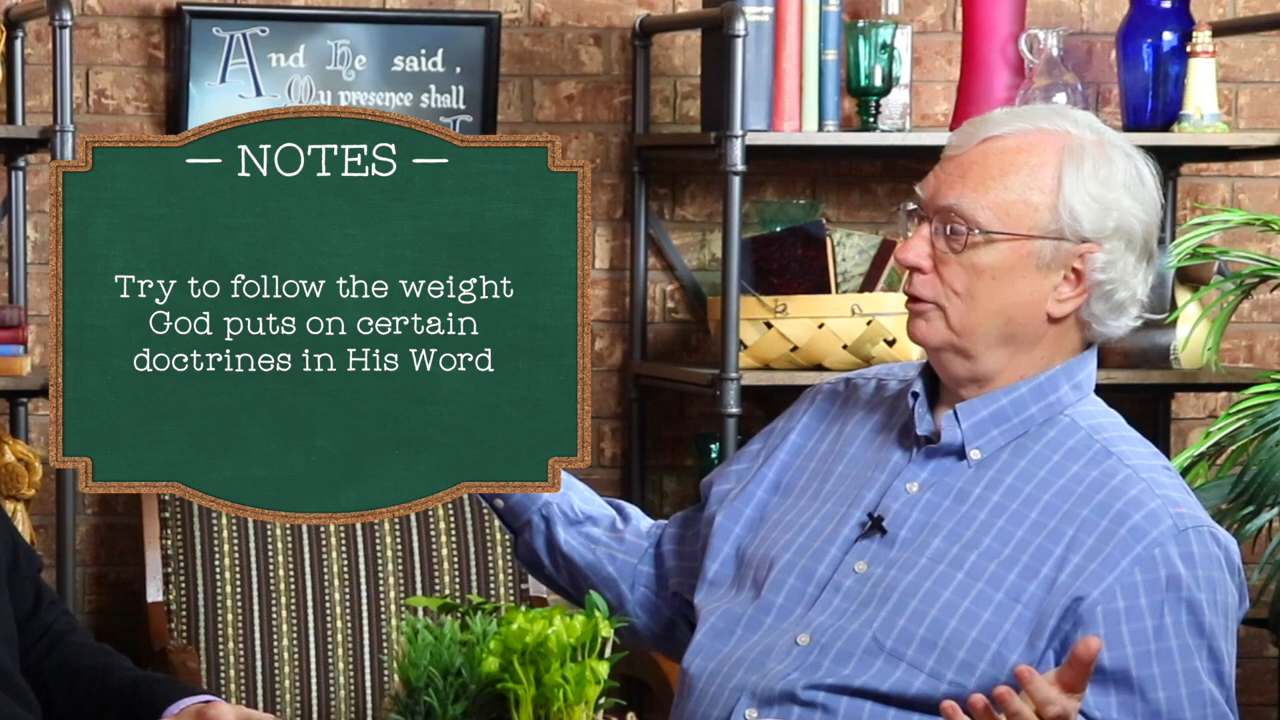 And He said,
My presence shall
— NOTES —
Try to follow the weight
God puts on certain
doctrines in His Word